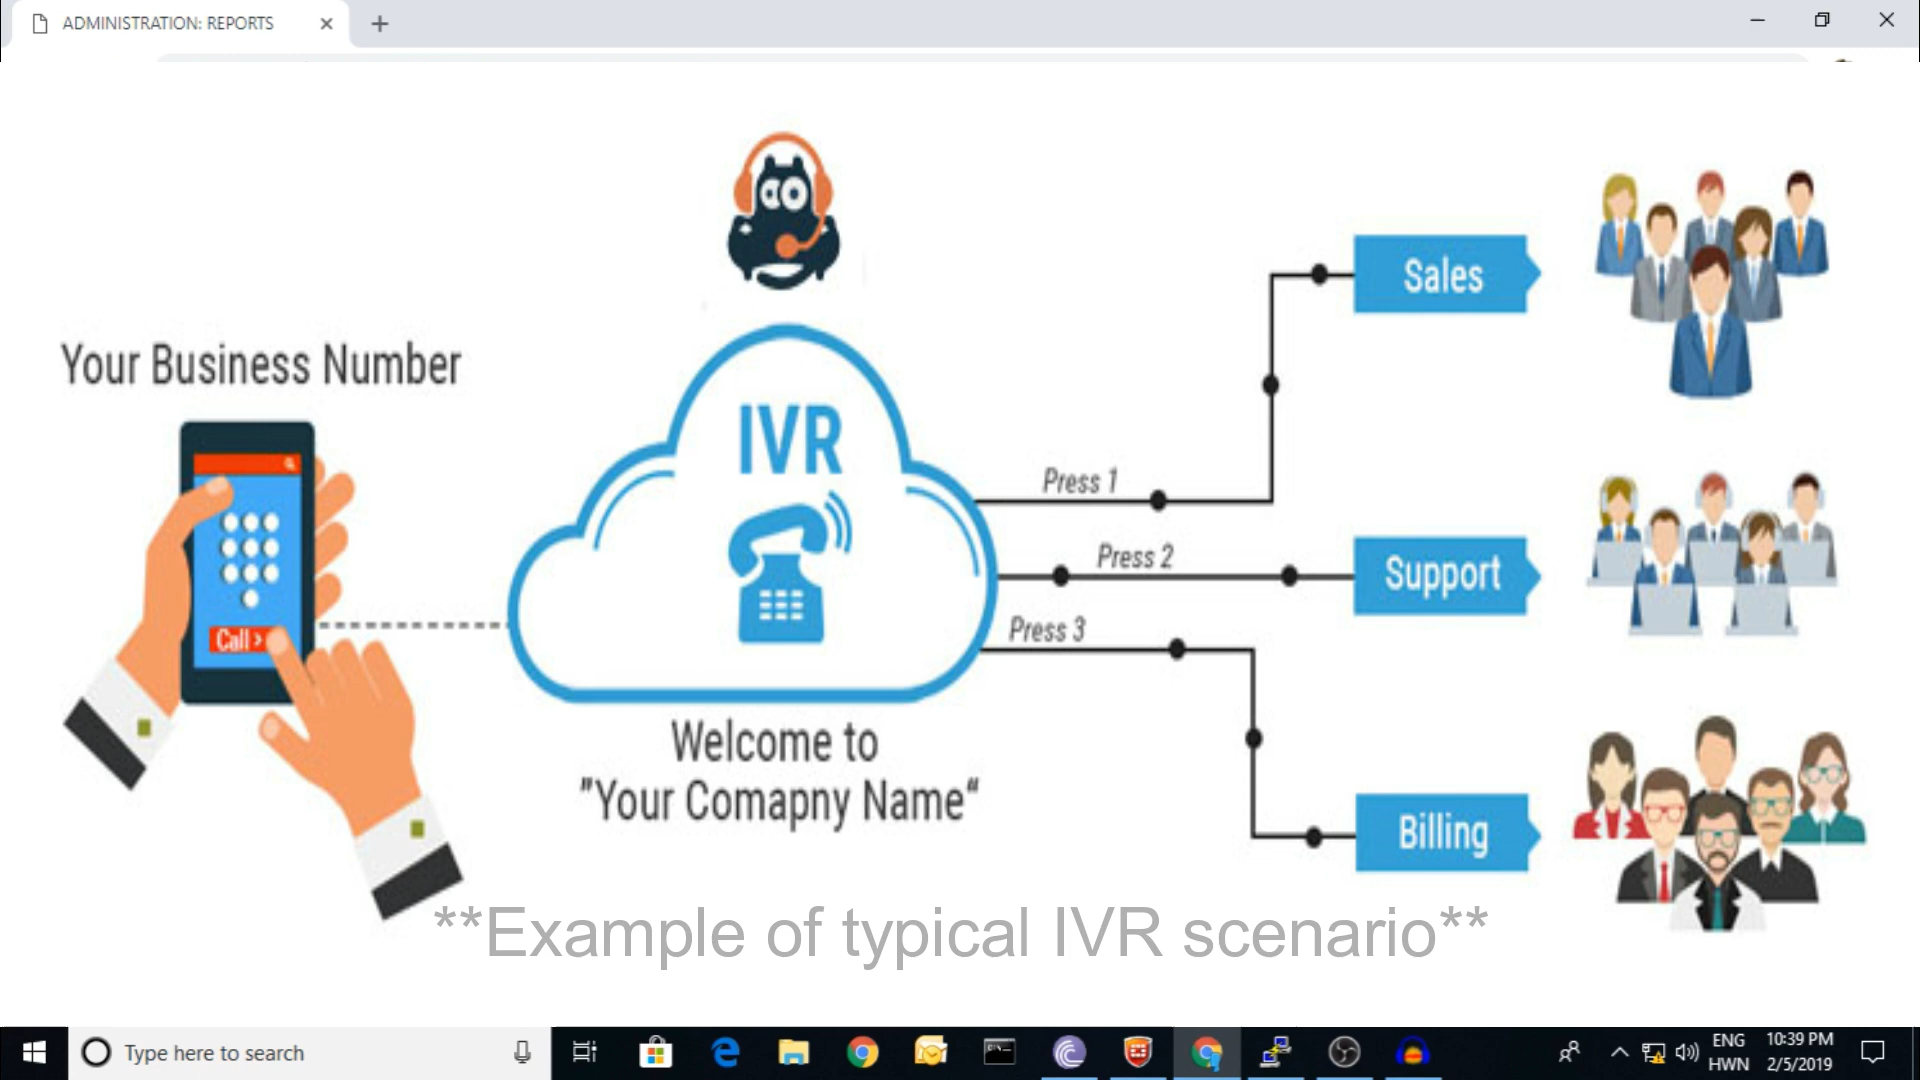 ADMINISTRATION: REPORTS
Your Business Number
Call >
IVR
Welcome to
"Your Comapny Name“
Press 1
Press 2
Press 3
Sales
Support
Billing
**Example of typical IVR scenario**
Type here to search
ENG
HWN
10:39 PM
2/5/2019